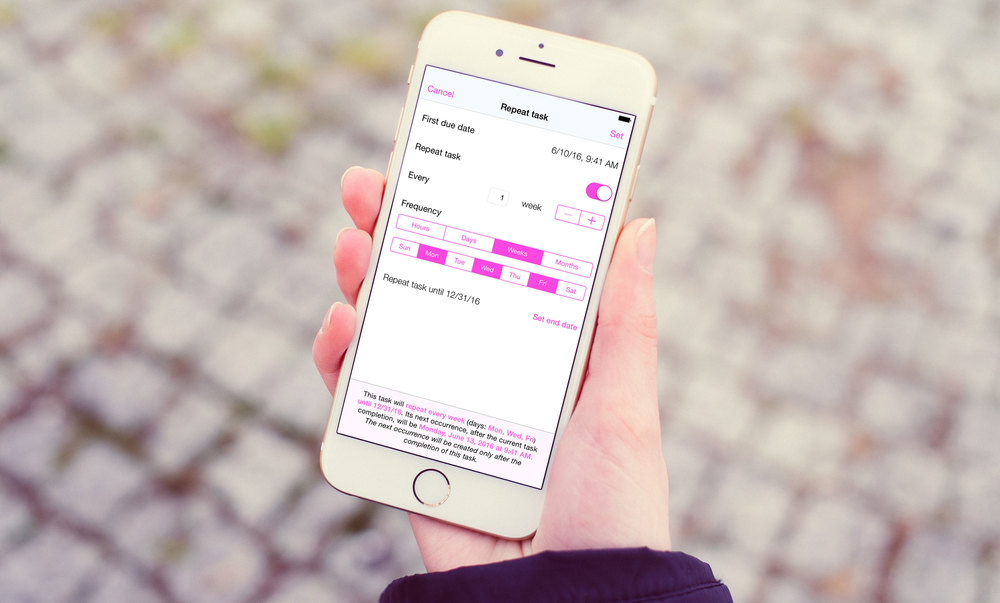 Cancel Repeat task Set
First due date 6/10/16, 9:41 AM
Repeat task
Every 1 week − +
Frequency
Hours Days Weeks Months
Sun Mon Tue Wed Thu Fri Sat
Repeat task until 12/31/16
Set end date
This task will repeat every week (days: Mon, Wed, Fri)
until 12/31/16. Its next occurrence, after the current task
completion, will be Monday, June 13, 2016 at 9:41 AM.
The next occurrence will be created only after the
completion of this task.